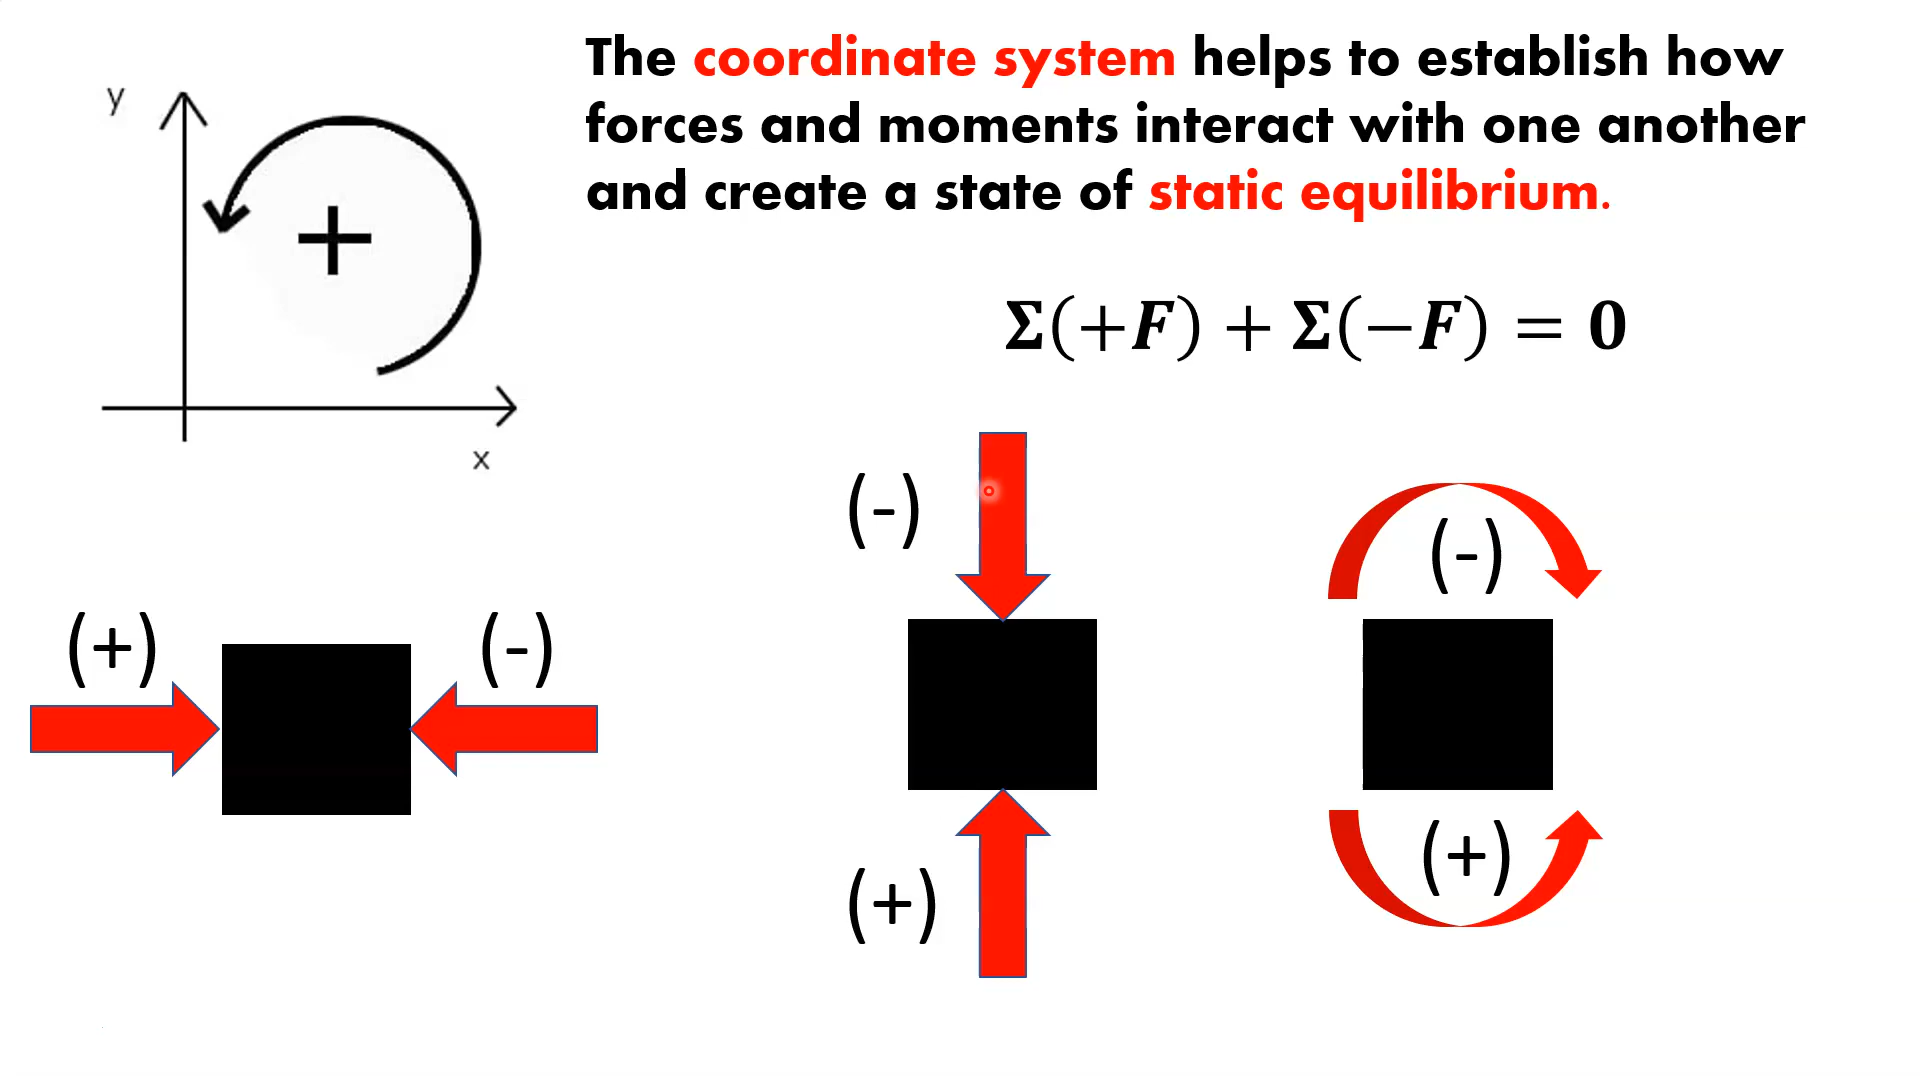 The coordinate system helps to establish how
forces and moments interact with one another
and create a state of static equilibrium.
y
+
x
Σ(+F) + Σ(−F) = 0
(-)
(-)
(+)
(-)
(+)
(+)